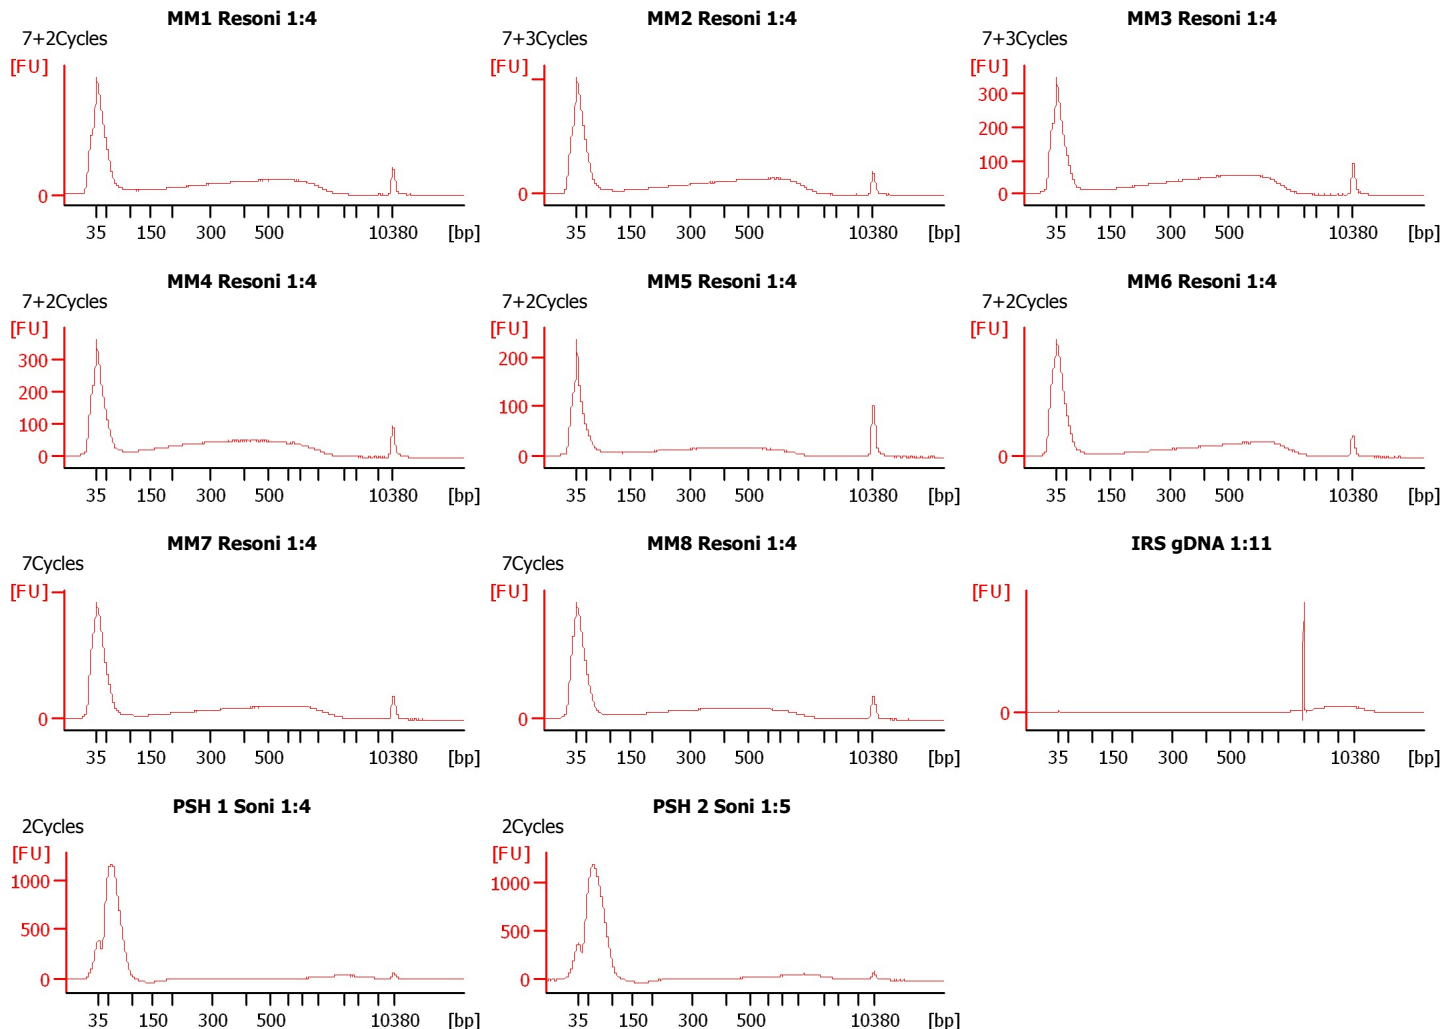 MM1 Resoni 1:4
MM2 Resoni 1:4
MM3 Resoni 1:4
7+2Cycles
7+3Cycles
7+3Cycles
[FU]
[FU]
[FU]
300
200
100
0
0
0
35 150 300 500 10380 [bp]
35 150 300 500 10380 [bp]
35 150 300 500 10380 [bp]
MM4 Resoni 1:4
MM5 Resoni 1:4
MM6 Resoni 1:4
7+2Cycles
7+2Cycles
7+2Cycles
[FU]
[FU]
[FU]
300
200
100
0
200
100
0
0
35 150 300 500 10380 [bp]
35 150 300 500 10380 [bp]
35 150 300 500 10380 [bp]
MM7 Resoni 1:4
MM8 Resoni 1:4
IRS gDNA 1:11
7Cycles
7Cycles
[FU]
[FU]
[FU]
0
0
0
35 150 300 500 10380 [bp]
35 150 300 500 10380 [bp]
35 150 300 500 10380 [bp]
PSH 1 Soni 1:4
PSH 2 Soni 1:5
2Cycles
2Cycles
[FU]
[FU]
1000
500
0
1000
500
0
35 150 300 500 10380 [bp]
35 150 300 500 10380 [bp]